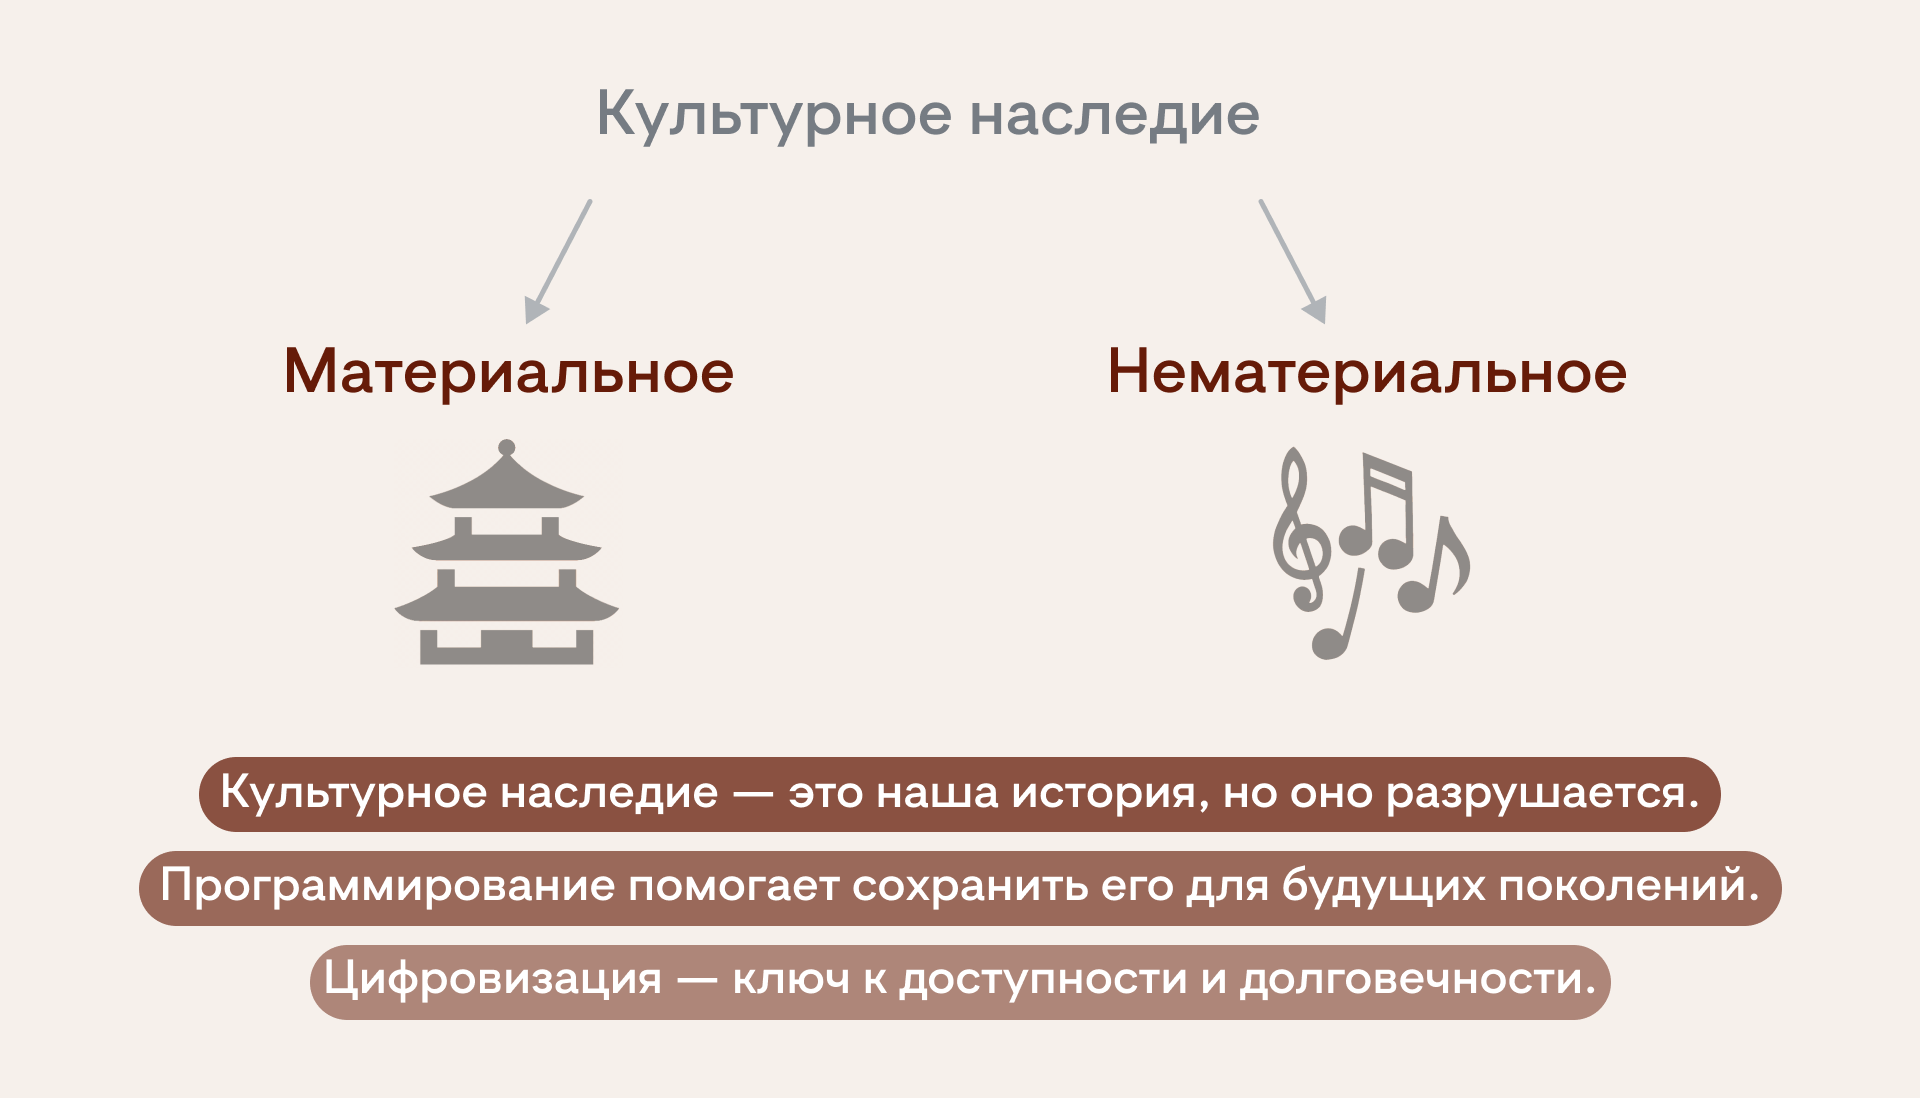 Культурное наследие
Материальное
Нематериальное
Культурное наследие — это наша история, но оно разрушается.
Программирование помогает сохранить его для будущих поколений.
Цифровизация — ключ к доступности и долговечности.